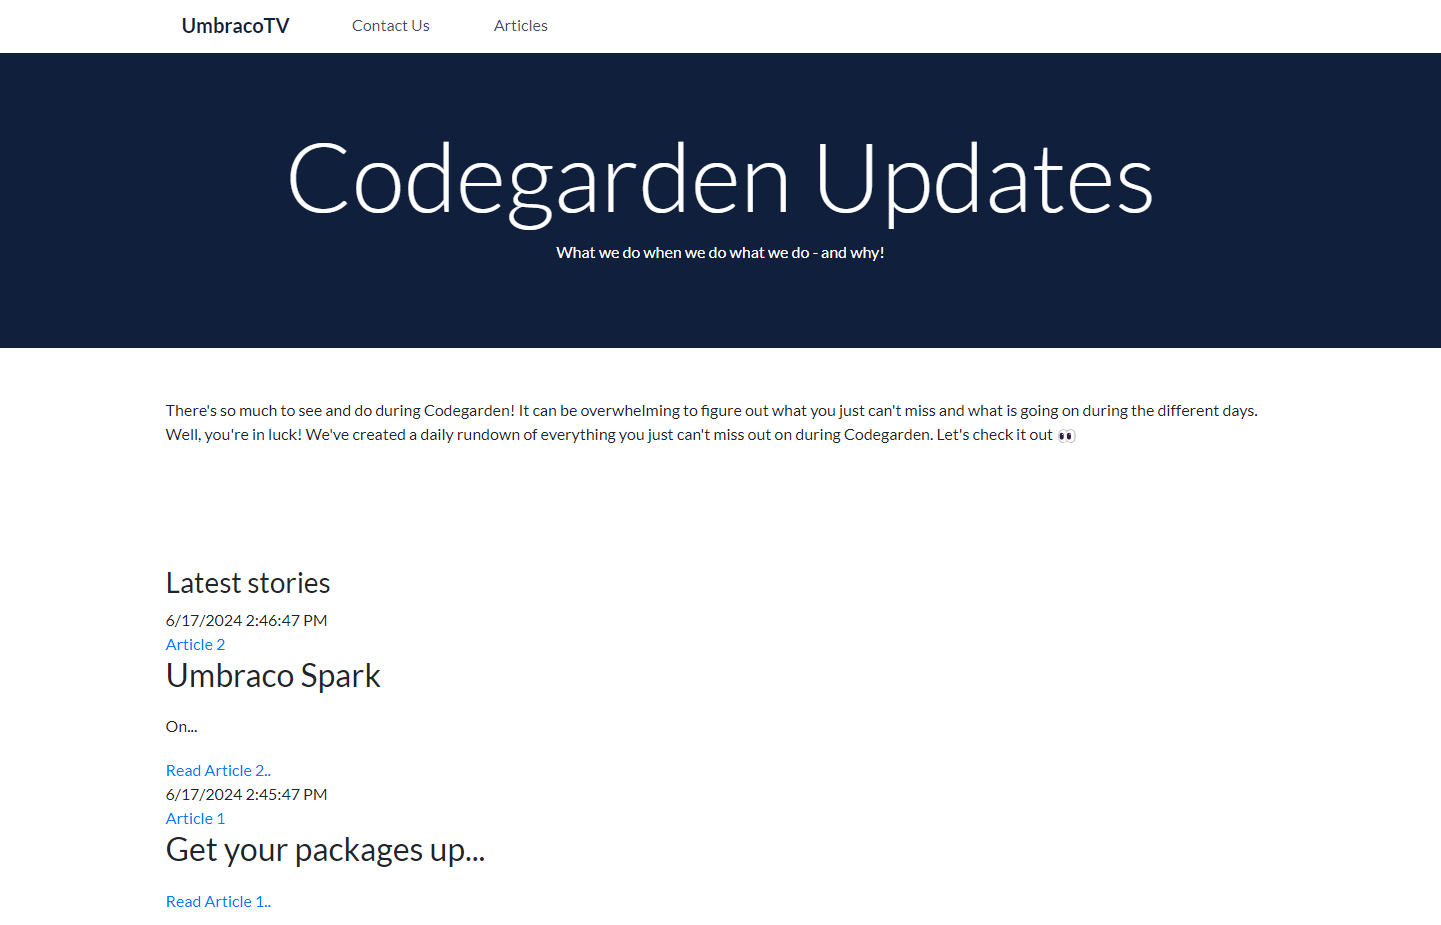 UmbracoTV Contact Us Articles
Codegarden Updates
What we do when we do what we do - and why!
There's so much to see and do during Codegarden! It can be overwhelming to figure out what you just can't miss and what is going on during the different days.
Well, you're in luck! We've created a daily rundown of everything you just can't miss out on during Codegarden. Let's check it out 👀
Latest stories
6/17/2024 2:46:47 PM
Article 2
Umbraco Spark
On...
Read Article 2..
6/17/2024 2:45:47 PM
Article 1
Get your packages up...
Read Article 1..